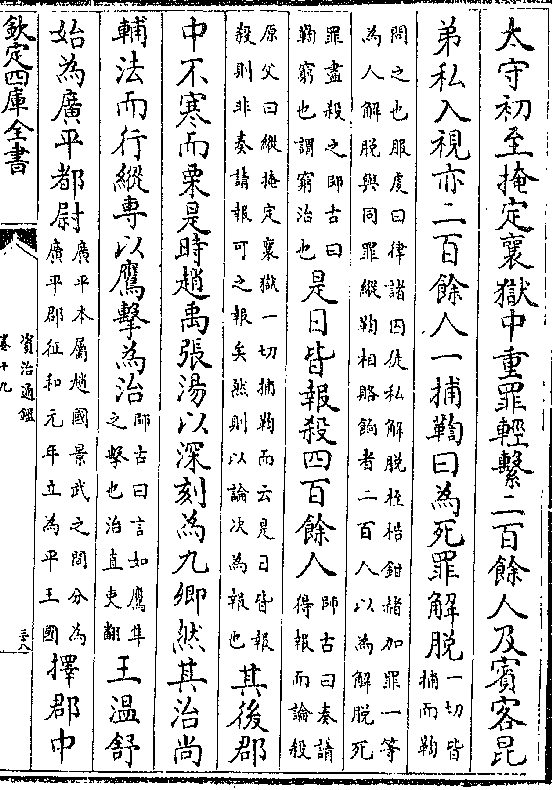 太守初至掩定襄獄中重罪輕繫二百餘人及賓客昆
弟私入視亦二百餘人一捕鞫曰為死罪解脱一切皆
捕而鞫
問之也服䖍曰律諸囚徒私解脱桎梏鉗赭加罪一等
為人解脱與同罪縱鞫相賂餉者二百人以為解脱死
罪盡殺之師古曰
鞫窮也謂窮治也是日皆報殺四百餘人師古曰奏請
得報而論殺
原父曰縱掩定襄獄一切捕鞫而云是日皆報
殺則非奏請報可之報矣然則以論次為報也其後郡
中不寒而栗是時趙禹張湯以深刻為九卿然其治尚
輔法而行縱專以鷹擊為治師古曰言如鷹隼
之擊也治直吏翻王温舒
始為廣平都尉廣平本屬趙國景武之間分為
廣平郡征和元年立為平王國擇郡中
欽定四庫全書
資治通鑑
卷十九
三八